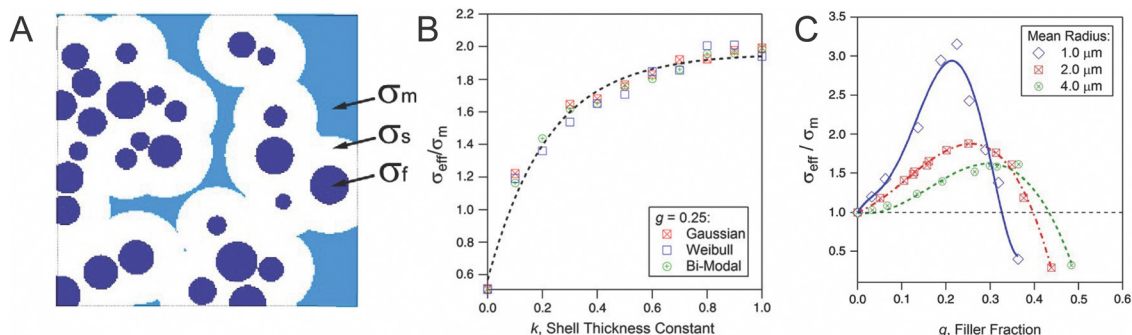 A
σm
σs
σf
B
σeff/σm
2.2
2.0
1.8
1.6
1.4
1.2
1.0
0.8
0.6
g = 0.25:
Gaussian
Weibull
Bi-Modal
0.0 0.2 0.4 0.6 0.8 1.0
k, Shell Thickness Constant
C
σeff / σm
3.5
3.0
2.5
2.0
1.5
1.0
0.5
Mean Radius:
1.0 μm
2.0 μm
4.0 μm
0.0 0.1 0.2 0.3 0.4 0.5 0.6
g, Filler Fraction